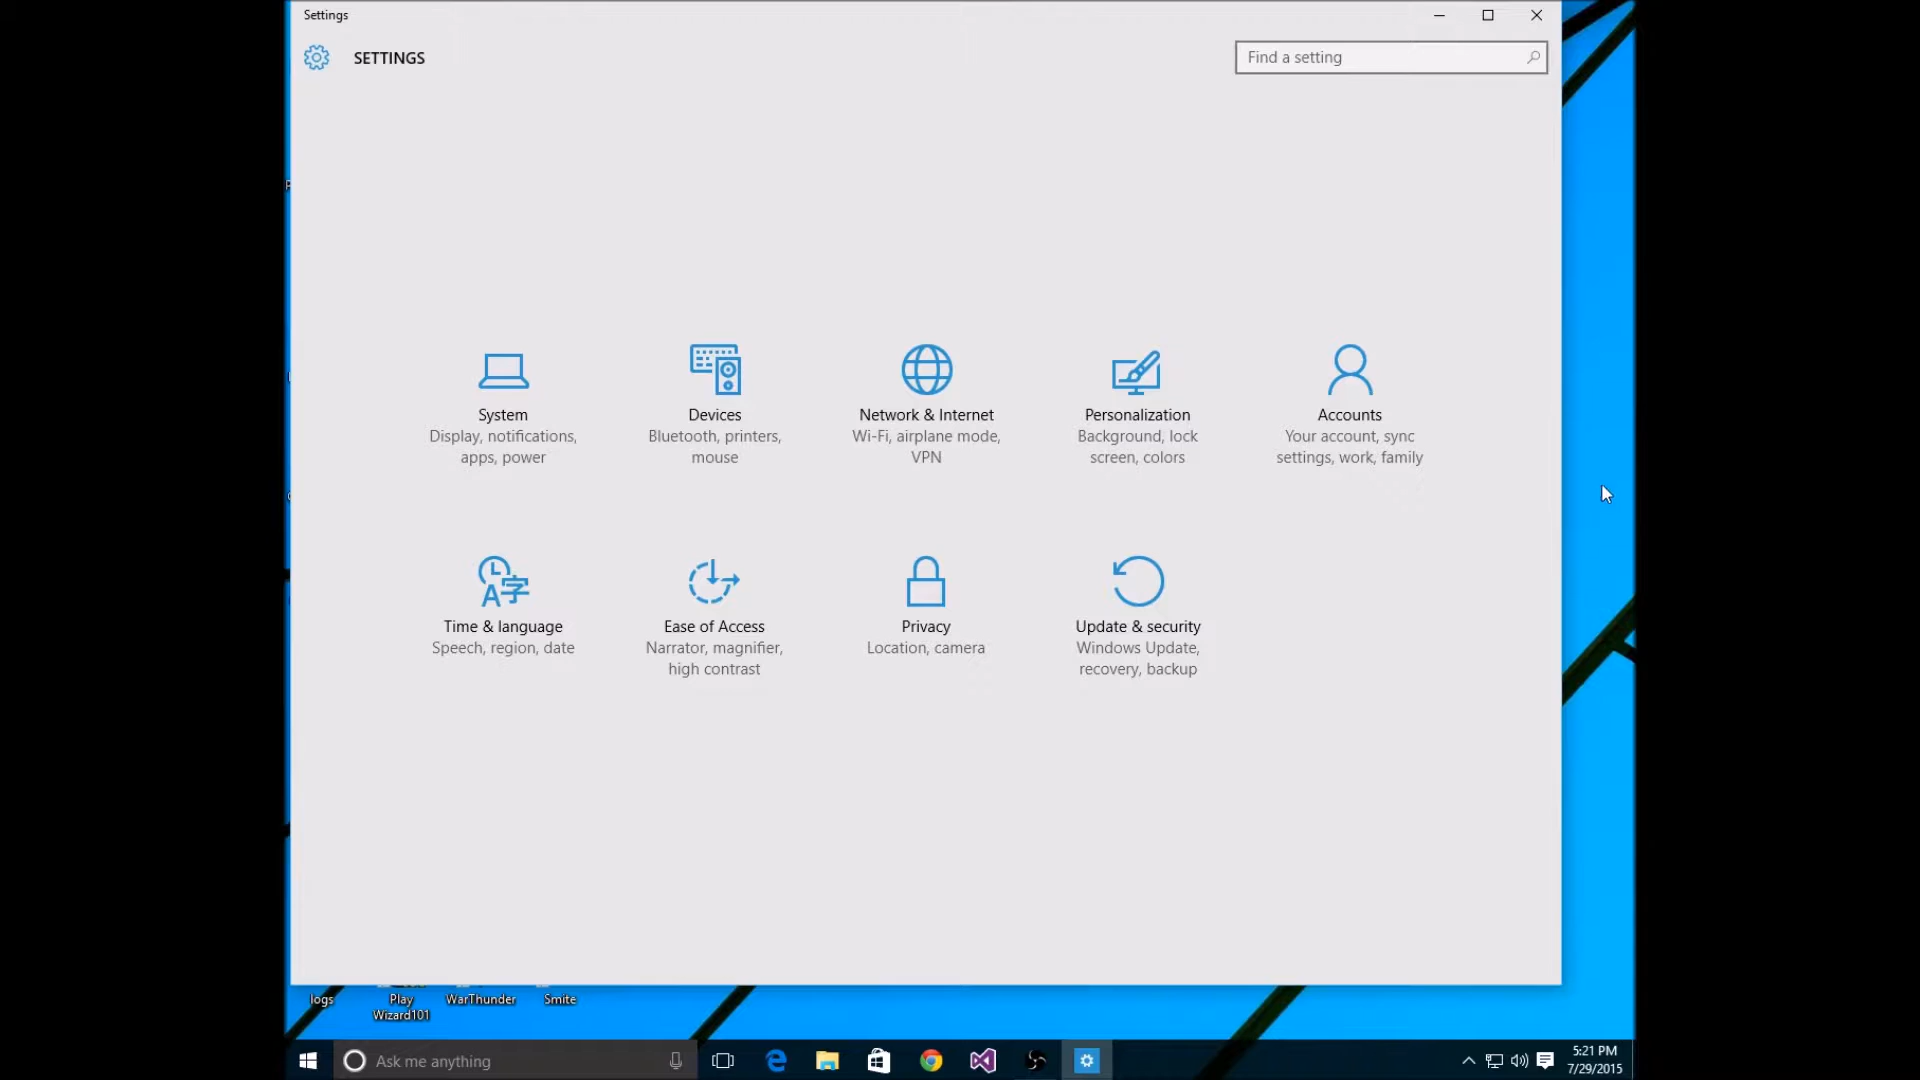 Settings
SETTINGS
Find a setting
System
Display, notifications,
apps, power
Devices
Bluetooth, printers,
mouse
Network & Internet
Wi-Fi, airplane mode,
VPN
Personalization
Background, lock
screen, colors
Accounts
Your account, sync
settings, work, family
Time & language
Speech, region, date
Ease of Access
Narrator, magnifier,
high contrast
Privacy
Location, camera
Update & security
Windows Update,
recovery, backup
logs
Play
Wizard101
WarThunder
Smite
Ask me anything
5:21 PM
7/29/2015